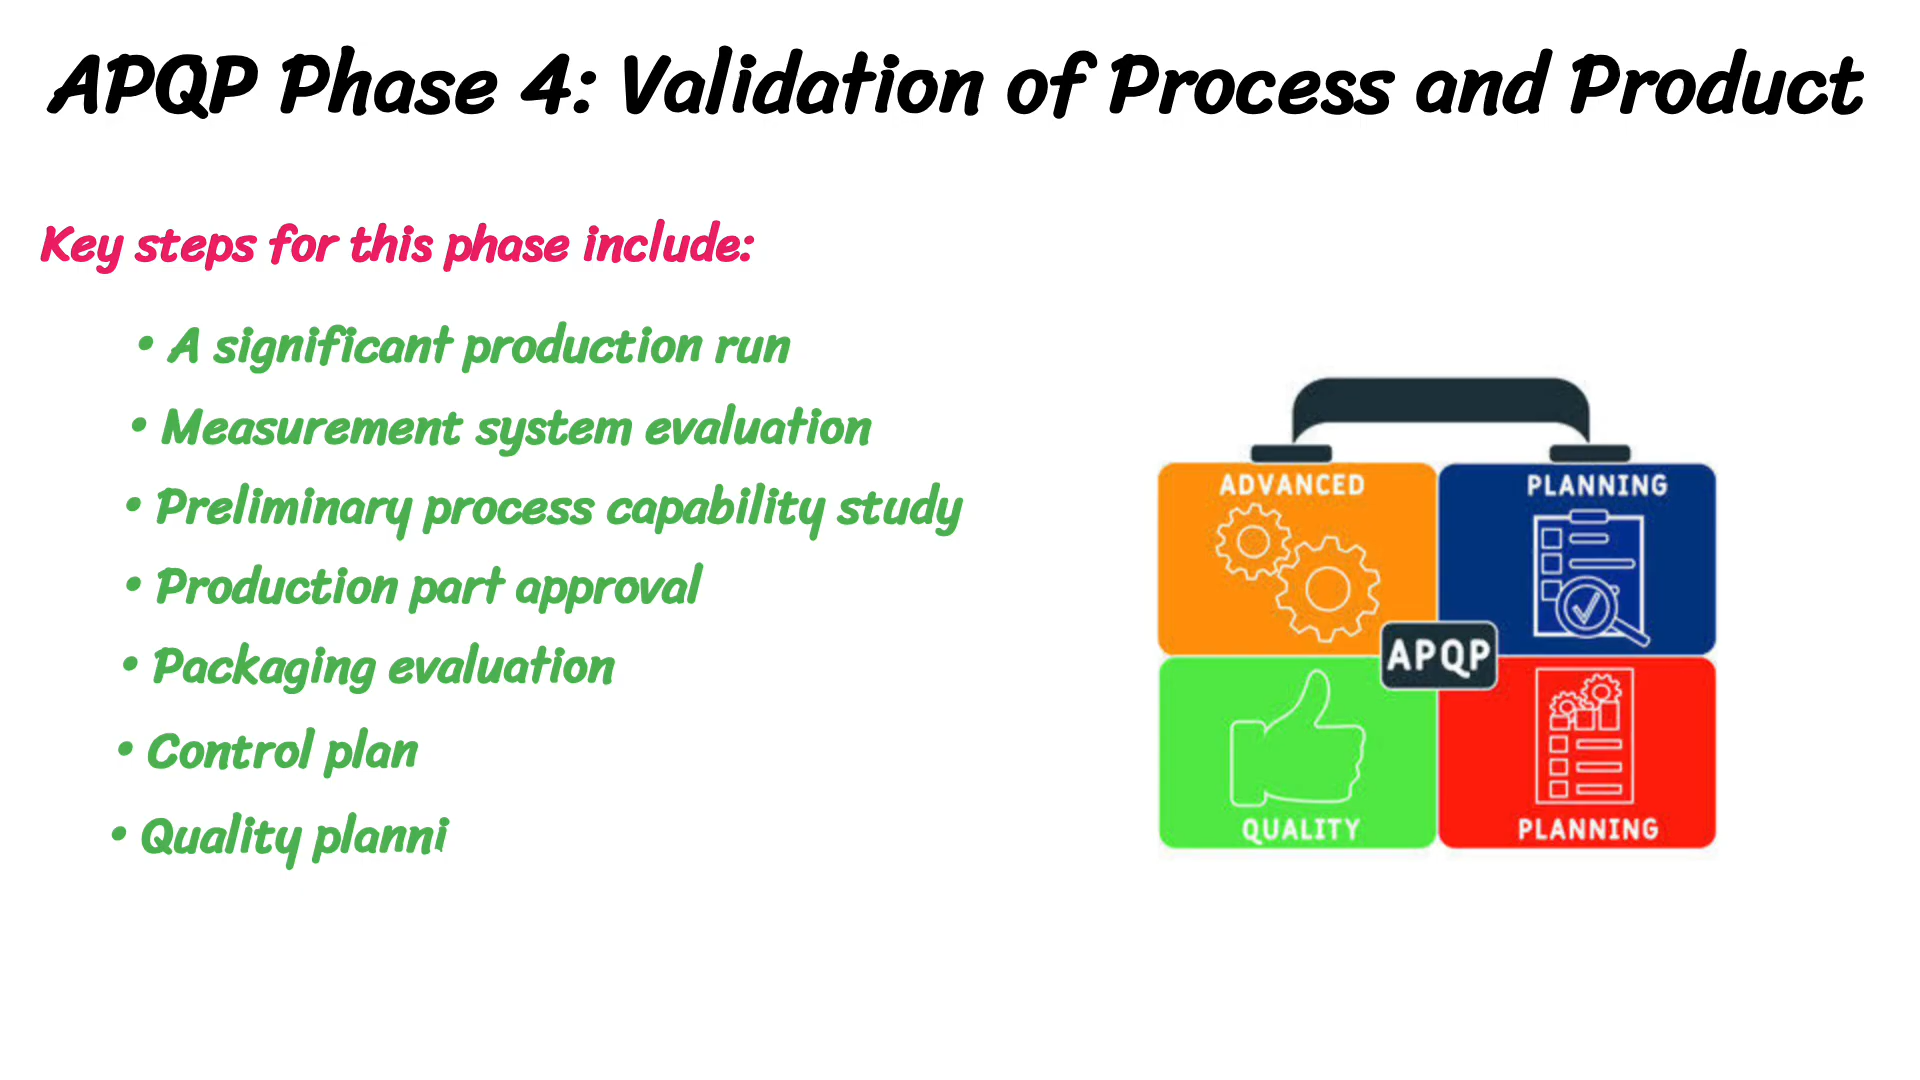 APQP Phase 4: Validation of Process and Product
Key steps for this phase include:
• A significant production run
• Measurement system evaluation
• Preliminary process capability study
• Production part approval
• Packaging evaluation
• Control plan
• Quality planni
ADVANCED
PLANNING
APQP
QUALITY
PLANNING